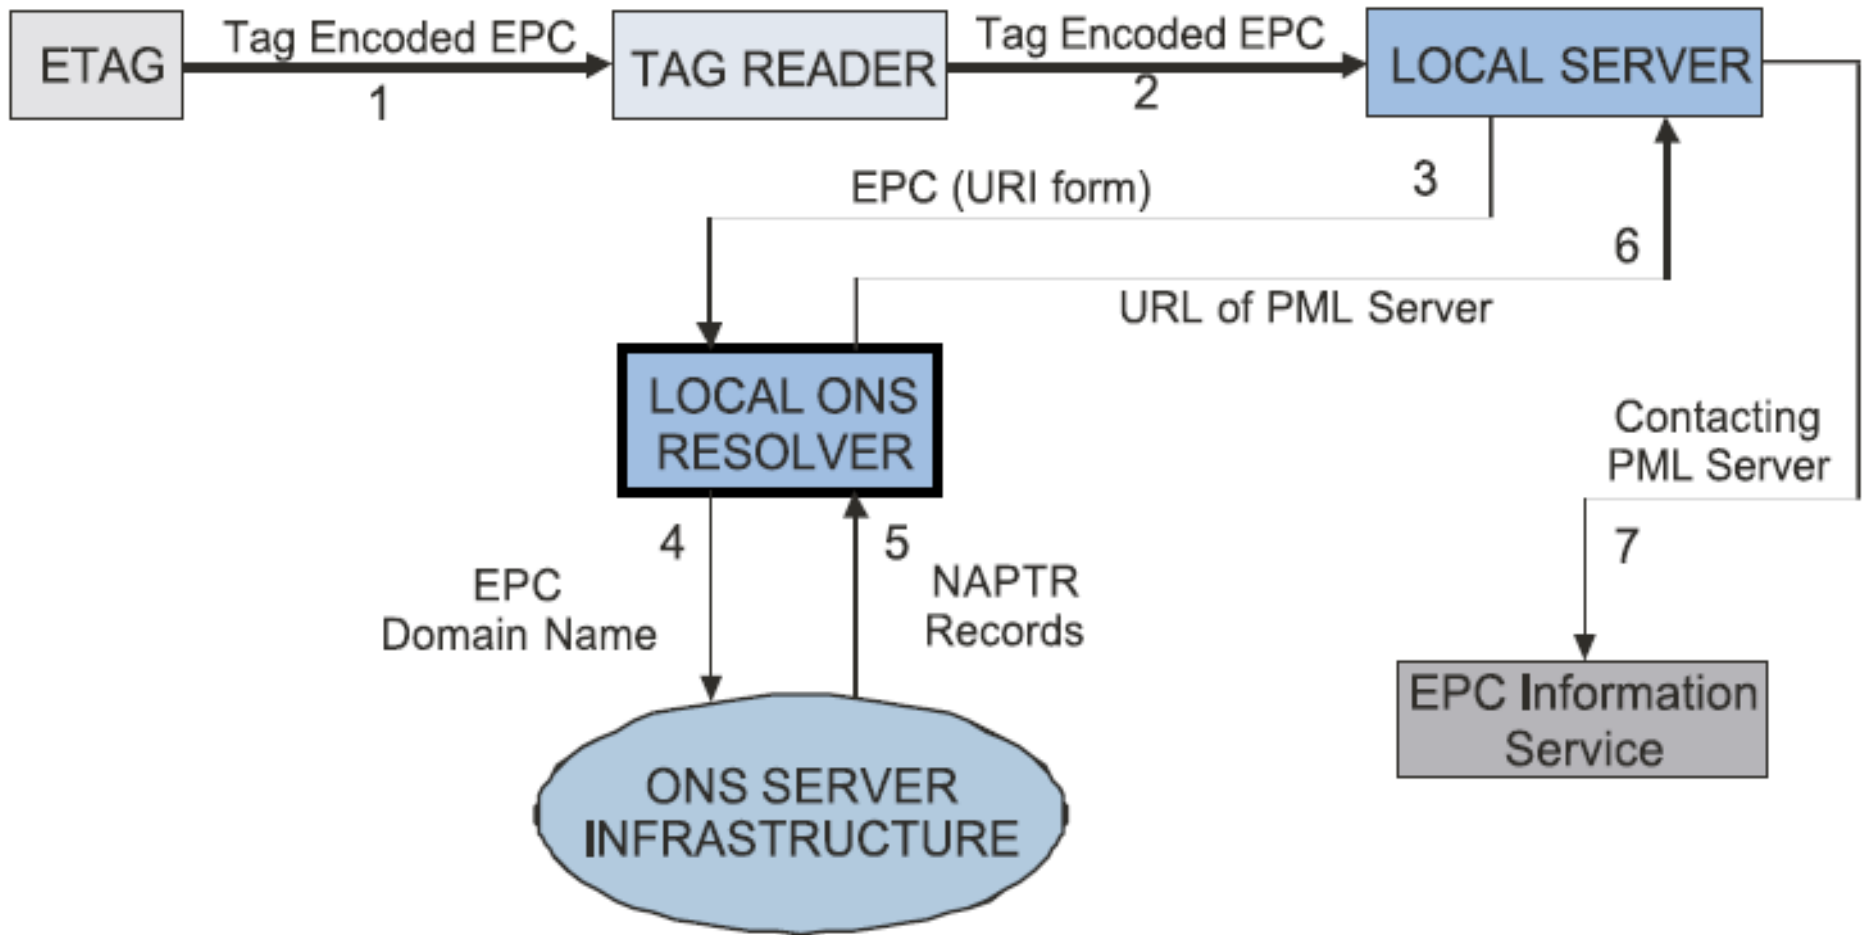 ETAG
Tag Encoded EPC
1
TAG READER
Tag Encoded EPC
2
LOCAL SERVER
EPC (URI form)
3
6
URL of PML Server
LOCAL ONS
RESOLVER
Contacting
PML Server
4
5
7
EPC
Domain Name
NAPTR
Records
EPC Information
Service
ONS SERVER
INFRASTRUCTURE